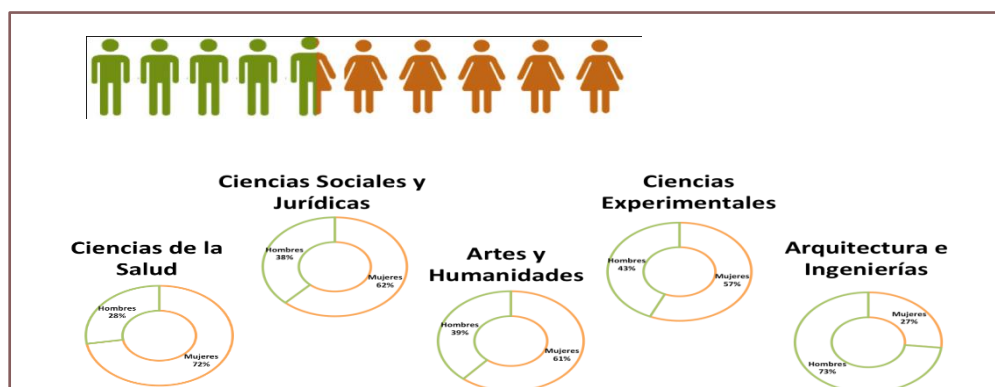 Ciencias Sociales y
Jurídicas
Hombres
38%
Mujeres
62%
Ciencias
Experimentales
Hombres
43%
Mujeres
57%
Ciencias de la
Salud
Hombres
28%
Mujeres
72%
Artes y
Humanidades
Hombres
39%
Mujeres
61%
Arquitectura e
Ingenierías
Mujeres
27%
Hombres
73%